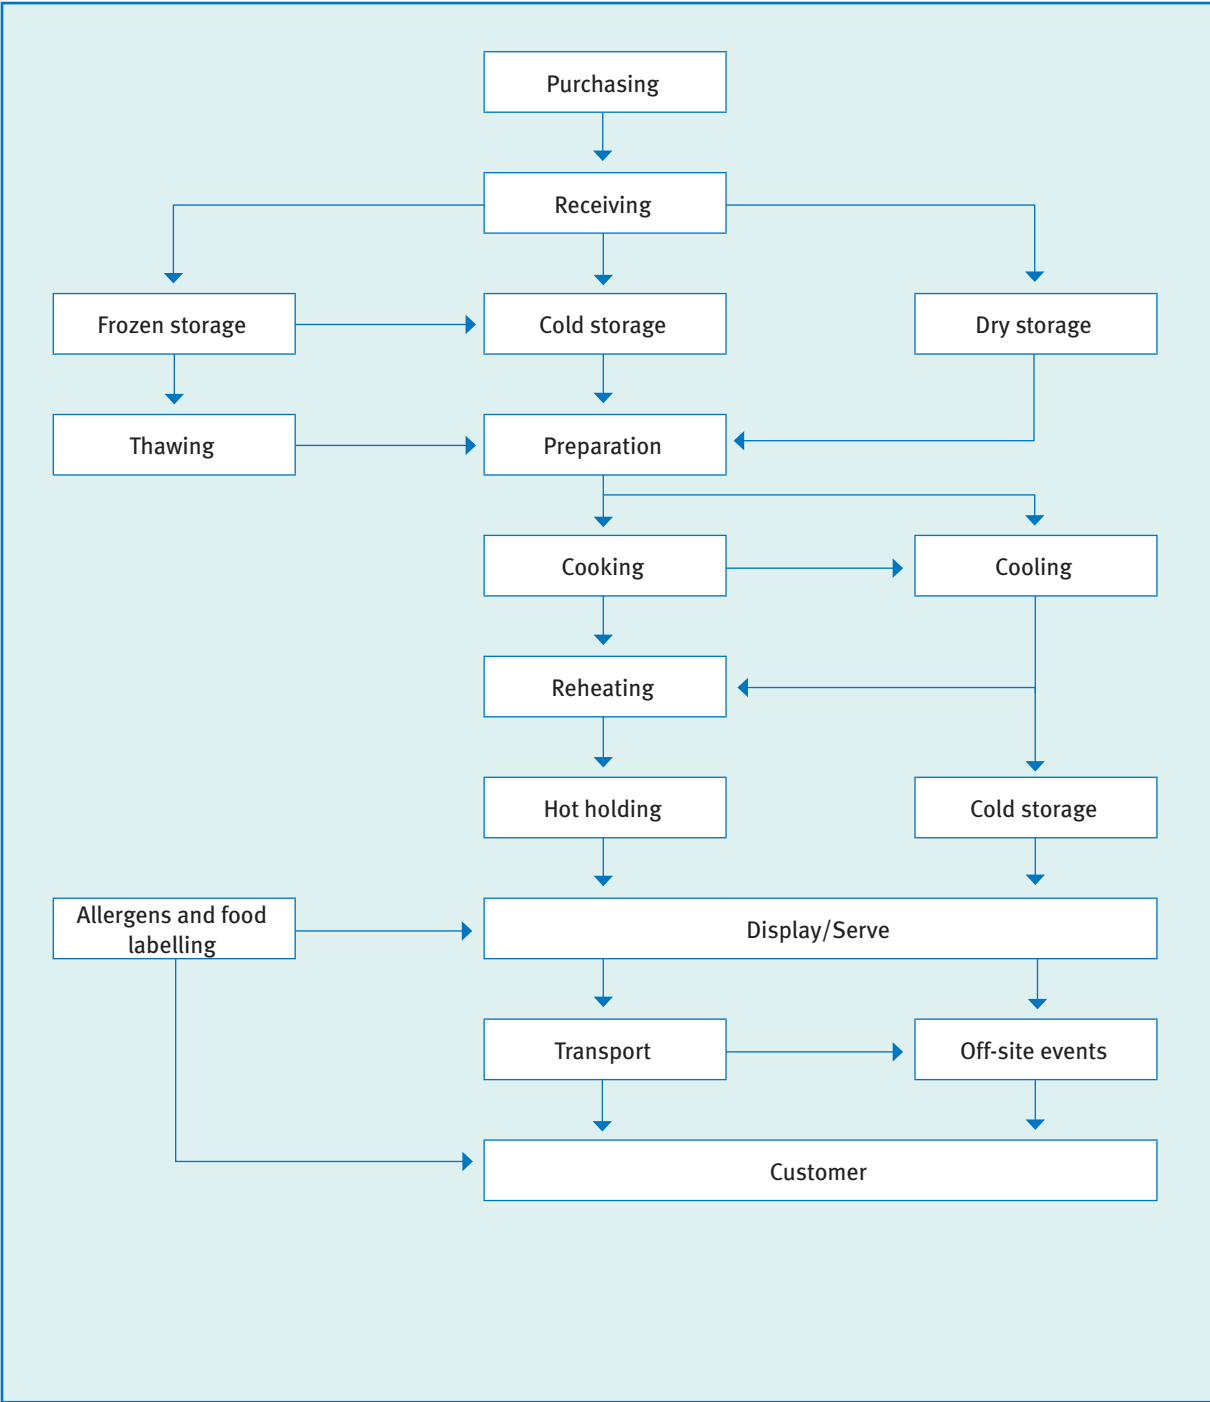 Purchasing
Receiving
Frozen storage
Cold storage
Dry storage
Thawing
Preparation
Cooking
Cooling
Reheating
Hot holding
Cold storage
Allergens and food
labelling
Display/Serve
Transport
Off-site events
Customer